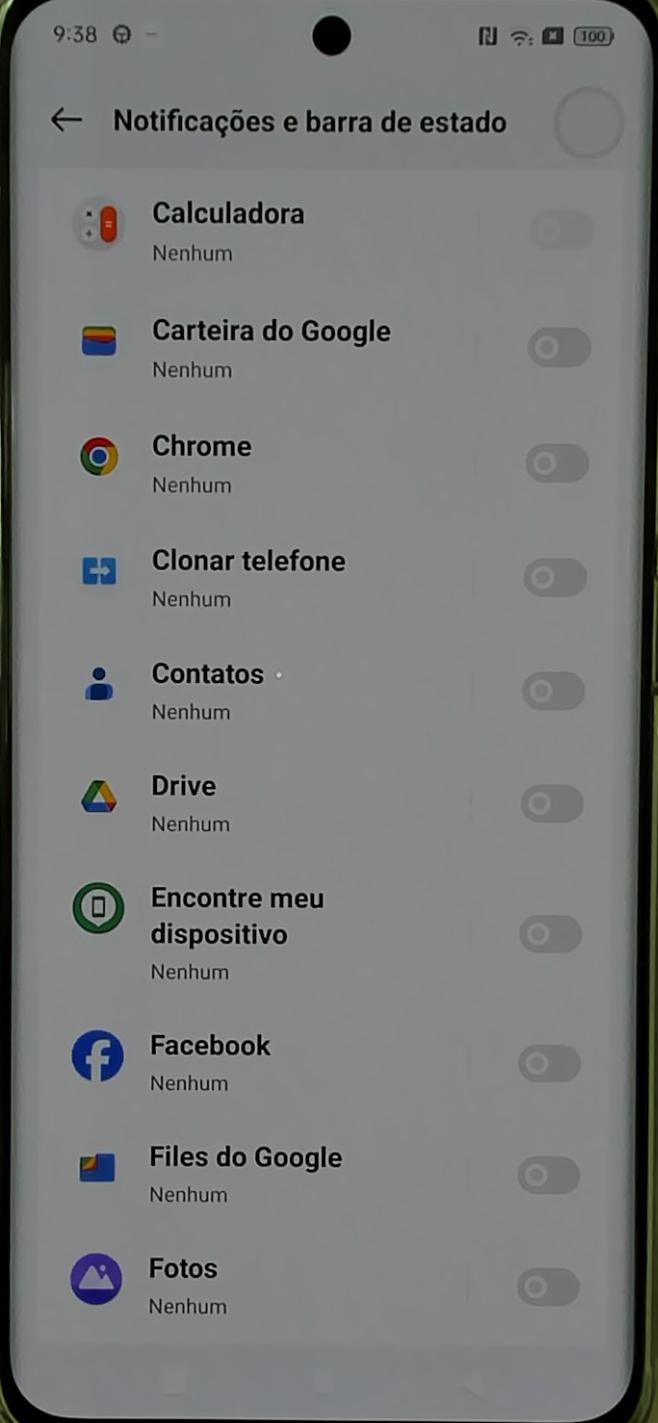 9:38
100
Notificações e barra de estado
Calculadora
Nenhum
Carteira do Google
Nenhum
Chrome
Nenhum
Clonar telefone
Nenhum
Contatos
Nenhum
Drive
Nenhum
Encontre meu
dispositivo
Nenhum
Facebook
Nenhum
Files do Google
Nenhum
Fotos
Nenhum